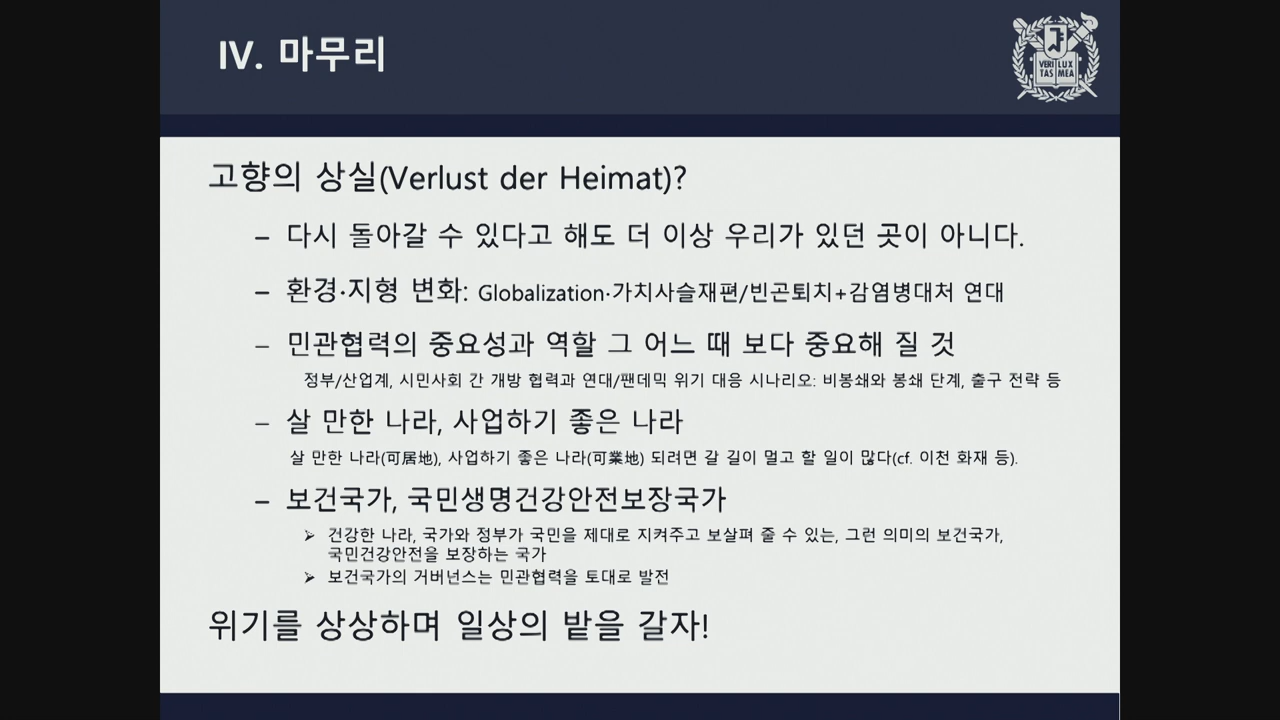 IV. 마무리
VERI LUX
TAS MEA
고향의 상실(Verlust der Heimat)?
– 다시 돌아갈 수 있다고 해도 더 이상 우리가 있던 곳이 아니다.
– 환경·지형 변화: Globalization·가치사슬재편/빈곤퇴치+감염병대처 연대
– 민관협력의 중요성과 역할 그 어느 때 보다 중요해 질 것
정부/산업계, 시민사회 간 개방 협력과 연대/팬데믹 위기 대응 시나리오: 비봉쇄와 봉쇄 단계, 출구 전략 등
– 살 만한 나라, 사업하기 좋은 나라
살 만한 나라(可居地), 사업하기 좋은 나라(可業地) 되려면 갈 길이 멀고 할 일이 많다(cf. 이천 화재 등).
– 보건국가, 국민생명건강안전보장국가
➢ 건강한 나라, 국가와 정부가 국민을 제대로 지켜주고 보살펴 줄 수 있는, 그런 의미의 보건국가,
국민건강안전을 보장하는 국가
➢ 보건국가의 거버넌스는 민관협력을 토대로 발전
위기를 상상하며 일상의 밭을 갈자!